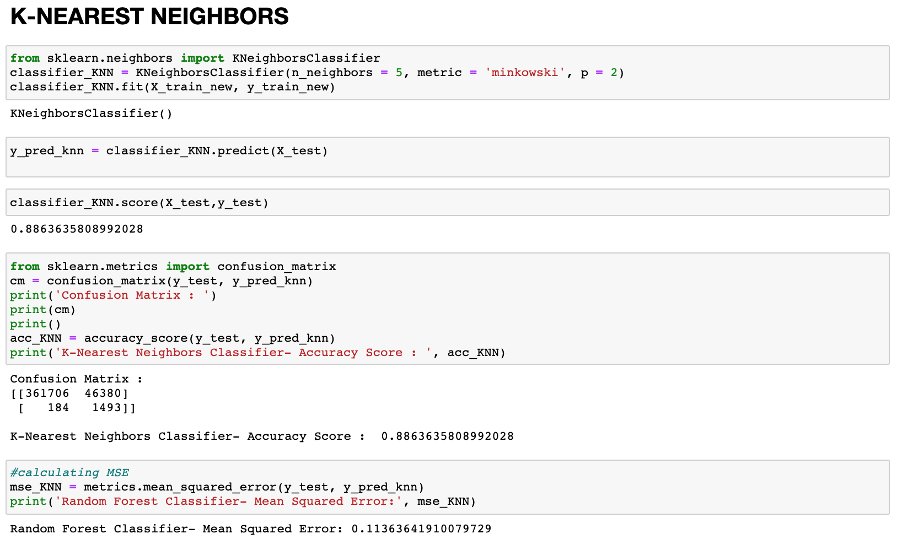 K-NEAREST NEIGHBORS
from sklearn.neighbors import KNeighborsClassifier
classifier_KNN = KNeighborsClassifier(n_neighbors = 5, metric = 'minkowski', p = 2)
classifier_KNN.fit(X_train_new, y_train_new)
KNeighborsClassifier()
y_pred_knn = classifier_KNN.predict(X_test)
classifier_KNN.score(X_test,y_test)
0.8863635808992028
from sklearn.metrics import confusion_matrix
cm = confusion_matrix(y_test, y_pred_knn)
print('Confusion Matrix : ')
print(cm)
print()
acc_KNN = accuracy_score(y_test, y_pred_knn)
print('K-Nearest Neighbors Classifier- Accuracy Score : ', acc_KNN)
Confusion Matrix :
[[361706  46380]
 [   184   1493]]
K-Nearest Neighbors Classifier- Accuracy Score :  0.8863635808992028
#calculating MSE
mse_KNN = metrics.mean_squared_error(y_test, y_pred_knn)
print('Random Forest Classifier- Mean Squared Error:', mse_KNN)
Random Forest Classifier- Mean Squared Error: 0.11363641910079729